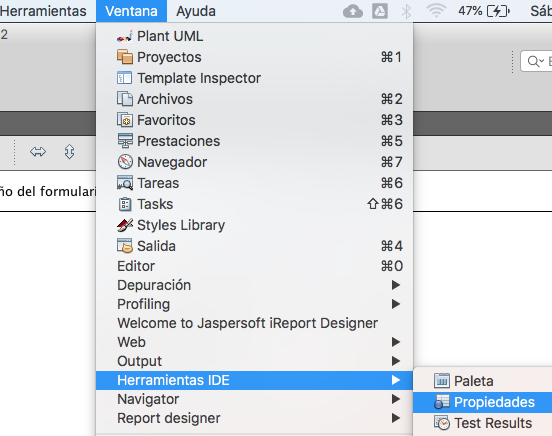 Herramientas Ventana Ayuda 47% Sáb
2
Plant UML
Proyectos ⌘1
Template Inspector
Archivos ⌘2
Favoritos ⌘3
Prestaciones ⌘5
Navegador ⌘7
Tareas ⌘6
Tasks ⇧⌘6
Styles Library
Salida ⌘4
Editor ⌘0
Depuración
Profiling
Welcome to Jaspersoft iReport Designer
Web
Output
Herramientas IDE
Navigator
Report designer
ño del formulari
Paleta
Propiedades
Test Results